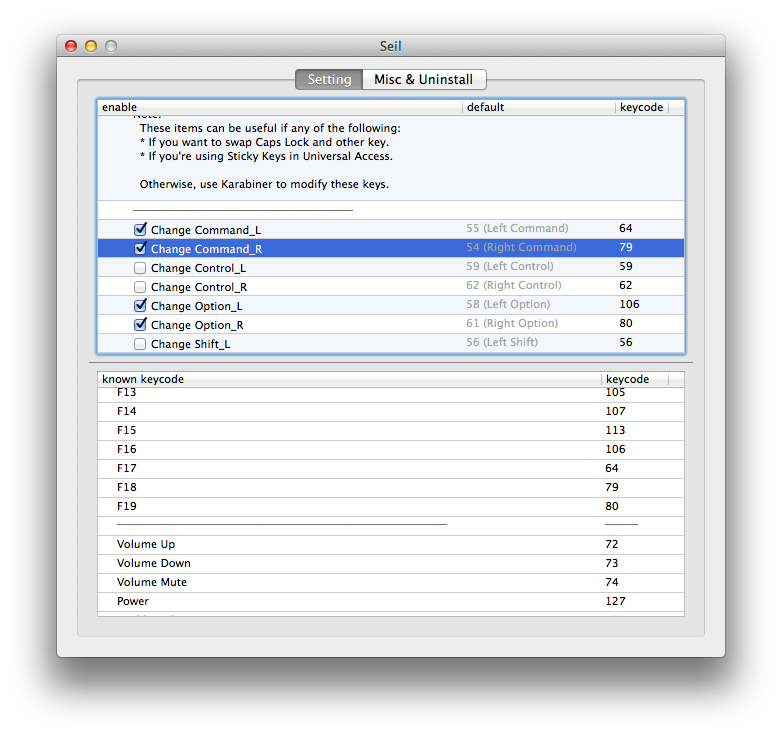 Seil
Setting Misc & Uninstall
enable default keycode
Note:
These items can be useful if any of the following:
* If you want to swap Caps Lock and other key.
* If you're using Sticky Keys in Universal Access.
Otherwise, use Karabiner to modify these keys.
Change Command_L 55 (Left Command) 64
Change Command_R 54 (Right Command) 79
Change Control_L 59 (Left Control) 59
Change Control_R 62 (Right Control) 62
Change Option_L 58 (Left Option) 106
Change Option_R 61 (Right Option) 80
Change Shift_L 56 (Left Shift) 56
known keycode keycode
F13 105
F14 107
F15 113
F16 106
F17 64
F18 79
F19 80
Volume Up 72
Volume Down 73
Volume Mute 74
Power 127